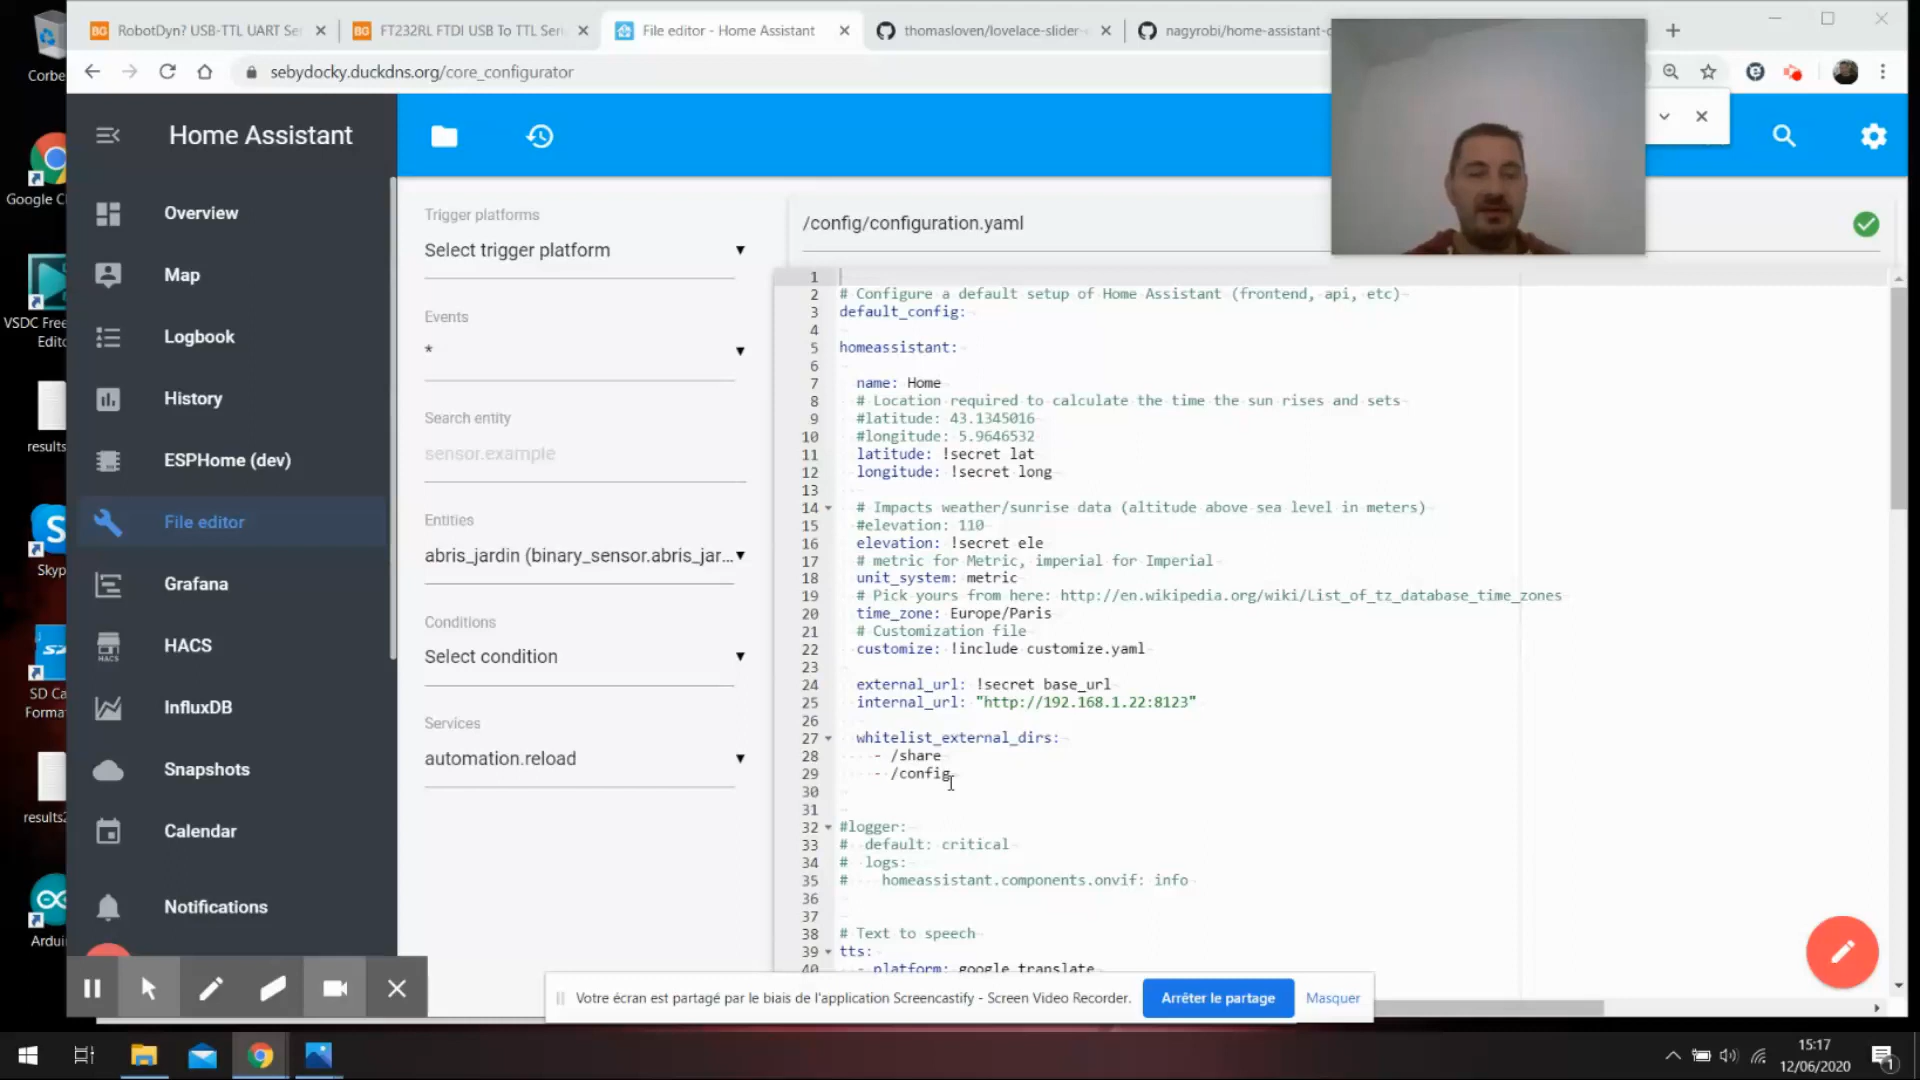 RobotDyn? USB-TTL UART Se
FT232RL FTDI USB To TTL Seri
File editor - Home Assistant
thomasloven/lovelace-slider-
nagyrobi/home-assistant-c
sebydocky.duckdns.org/core_configurator
Corbe
Google C
VSDC Free
Edito
results
Skyp
SD Ca
Forma
results2
Ardui
Home Assistant
Overview
Map
Logbook
History
ESPHome (dev)
File editor
Grafana
HACS
HACS
InfluxDB
Snapshots
Calendar
Notifications
Trigger platforms
Select trigger platform
Events
*
Search entity
sensor.example
Entities
abris_jardin (binary_sensor.abris_jar...
Conditions
Select condition
Services
automation.reload
/config/configuration.yaml
1
2 # Configure a default setup of Home Assistant (frontend, api, etc)
3 default_config:
4
5 homeassistant:
6
7 name: Home
8 # Location required to calculate the time the sun rises and sets
9 #latitude: 43.1345016
10 #longitude: 5.9646532
11 latitude: !secret lat
12 longitude: !secret long
13
14 # Impacts weather/sunrise data (altitude above sea level in meters)
15 #elevation: 110
16 elevation: !secret ele
17 # metric for Metric, imperial for Imperial
18 unit_system: metric
19 # Pick yours from here: http://en.wikipedia.org/wiki/List_of_tz_database_time_zones
20 time_zone: Europe/Paris
21 # Customization file
22 customize: !include customize.yaml
23
24 external_url: !secret base_url
25 internal_url: "http://192.168.1.22:8123"
26
27 whitelist_external_dirs:
28 - /share
29 - /config
30
31
32 #logger:
33 # default: critical
34 # logs:
35 # homeassistant.components.onvif: info
36
37
38 # Text to speech
39 tts:
40 - platform: google_translate
Votre écran est partagé par le biais de l'application Screencastify - Screen Video Recorder.
Arrêter le partage
Masquer
15:17
12/06/2020
1